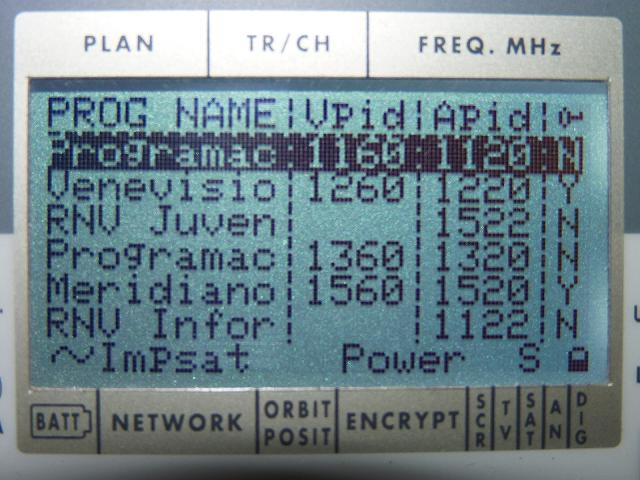 PLAN TR/CH FREQ. MHz
PROG NAME Vpid Apid
Programac 1160 1120 N
Venevisio 1260 1220 Y
RNV Juven 1522 N
Programac 1360 1320 N
Meridiano 1560 1520 Y
RNV Infor 1122 N
~Impsat Power S
BATT NETWORK ORBIT POSIT ENCRYPT SCR TV SAT AN DIG